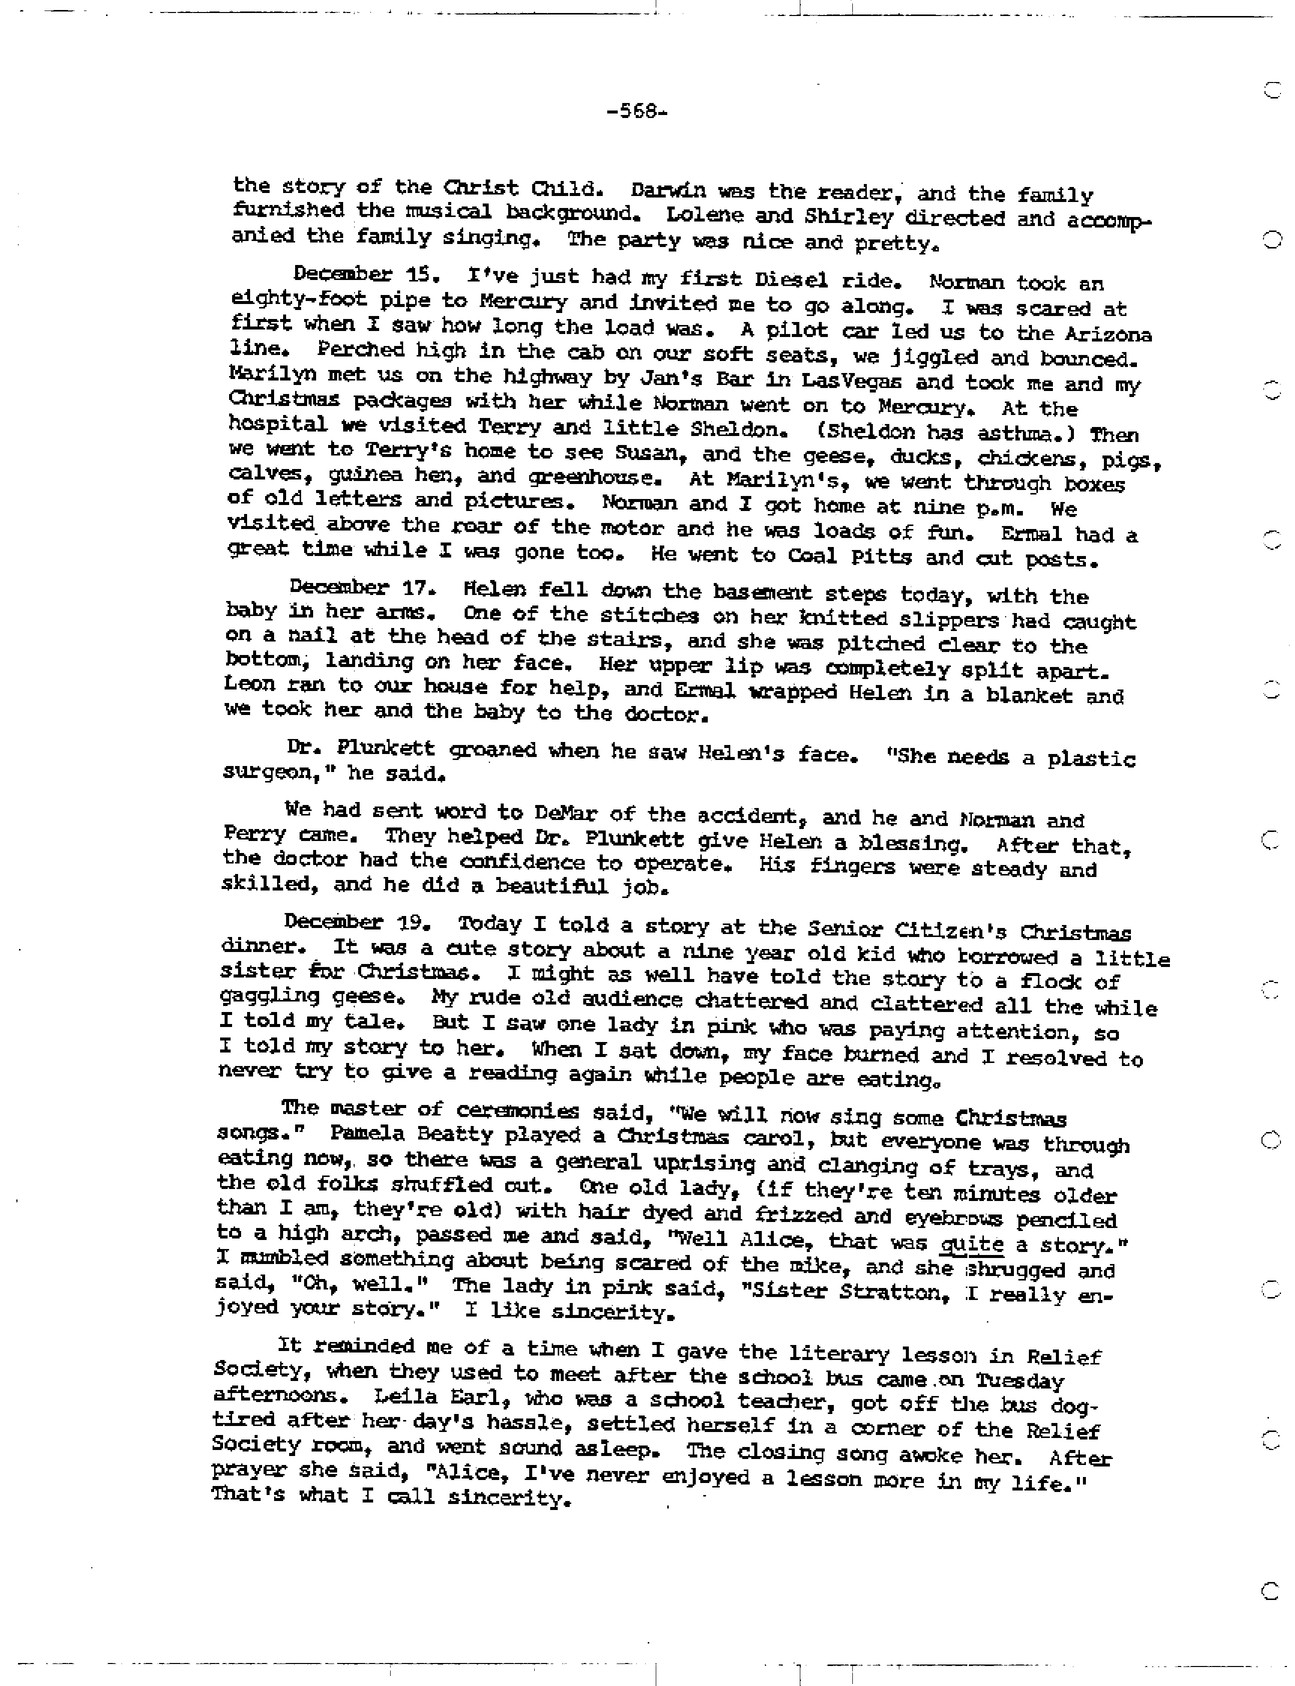 -568-
the story of the Christ Child. Darwin was the reader, and the family
furnished the musical background. Lolene and Shirley directed and accomp-
anied the family singing. The party was nice and pretty.
December 15. I've just had my first Diesel ride. Norman took an
eighty-foot pipe to Mercury and invited me to go along. I was scared at
first when I saw how long the load was. A pilot car led us to the Arizona
line. Perched high in the cab on our soft seats, we jiggled and bounced.
Marilyn met us on the highway by Jan's Bar in LasVegas and took me and my
Christmas packages with her while Norman went on to Mercury. At the
hospital we visited Terry and little Sheldon. (Sheldon has asthma.) Then
we went to Terry's home to see Susan, and the geese, ducks, chickens, pigs,
calves, guinea hen, and greenhouse. At Marilyn's, we went through boxes
of old letters and pictures. Norman and I got home at nine p.m. We
visited above the roar of the motor and he was loads of fun. Ermal had a
great time while I was gone too. He went to Coal Pitts and cut posts.
December 17. Helen fell down the basement steps today, with the
baby in her arms. One of the stitches on her knitted slippers had caught
on a nail at the head of the stairs, and she was pitched clear to the
bottom, landing on her face. Her upper lip was completely split apart.
Leon ran to our house for help, and Ermal wrapped Helen in a blanket and
we took her and the baby to the doctor.
Dr. Plunkett groaned when he saw Helen's face. "She needs a plastic
surgeon," he said.
We had sent word to DeMar of the accident, and he and Norman and
Perry came. They helped Dr. Plunkett give Helen a blessing. After that,
the doctor had the confidence to operate. His fingers were steady and
skilled, and he did a beautiful job.
December 19. Today I told a story at the Senior Citizen's Christmas
dinner. It was a cute story about a nine year old kid who borrowed a little
sister for Christmas. I might as well have told the story to a flock of
gaggling geese. My rude old audience chattered and clattered all the while
I told my tale. But I saw one lady in pink who was paying attention, so
I told my story to her. When I sat down, my face burned and I resolved to
never try to give a reading again while people are eating.
The master of ceremonies said, "We will now sing some Christmas
songs." Pamela Beatty played a Christmas carol, but everyone was through
eating now, so there was a general uprising and clanging of trays, and
the old folks shuffled out. One old lady, (if they're ten minutes older
than I am, they're old) with hair dyed and frizzed and eyebrows penciled
to a high arch, passed me and said, "Well Alice, that was quite a story."
I mumbled something about being scared of the mike, and she shrugged and
said, "Oh, well." The lady in pink said, "Sister Stratton, I really en-
joyed your story." I like sincerity.
It reminded me of a time when I gave the literary lesson in Relief
Society, when they used to meet after the school bus came on Tuesday
afternoons. Leila Earl, who was a school teacher, got off the bus dog-
tired after her day's hassle, settled herself in a corner of the Relief
Society room, and went sound asleep. The closing song awoke her. After
prayer she said, "Alice, I've never enjoyed a lesson more in my life."
That's what I call sincerity.